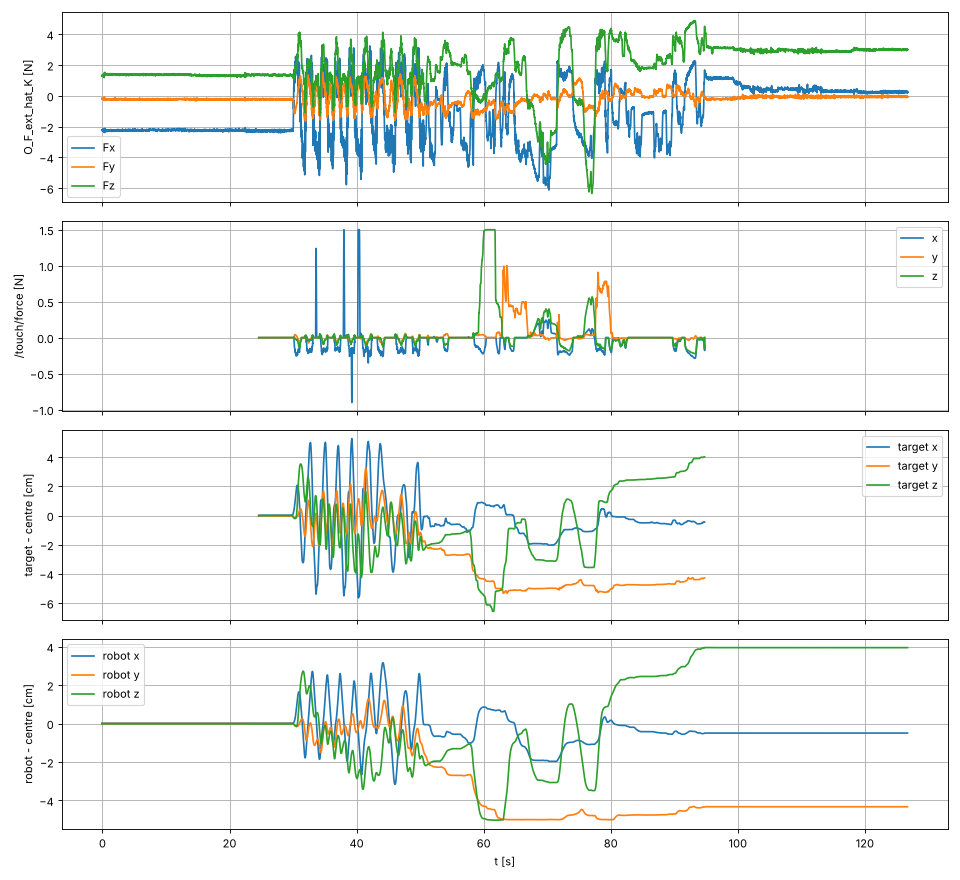 O_F_ext_hat_K [N]
4
2
0
−2
−4
−6
Fx
Fy
Fz
/touch/force [N]
1.5
1.0
0.5
0.0
−0.5
−1.0
x
y
z
target - centre [cm]
4
2
0
−2
−4
−6
target x
target y
target z
robot - centre [cm]
4
2
0
−2
−4
robot x
robot y
robot z
0 20 40 60 80 100 120
t [s]